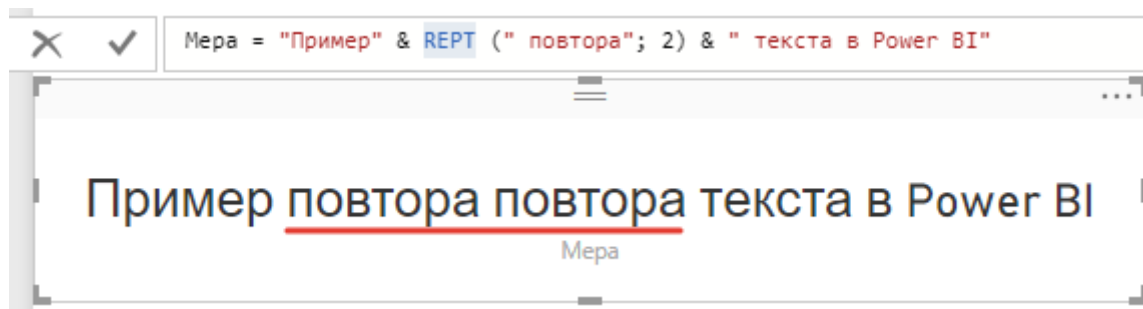 Мера = "Пример" & REPT (" повтора"; 2) & " текста в Power BI"
Пример повтора повтора текста в Power BI
Мера